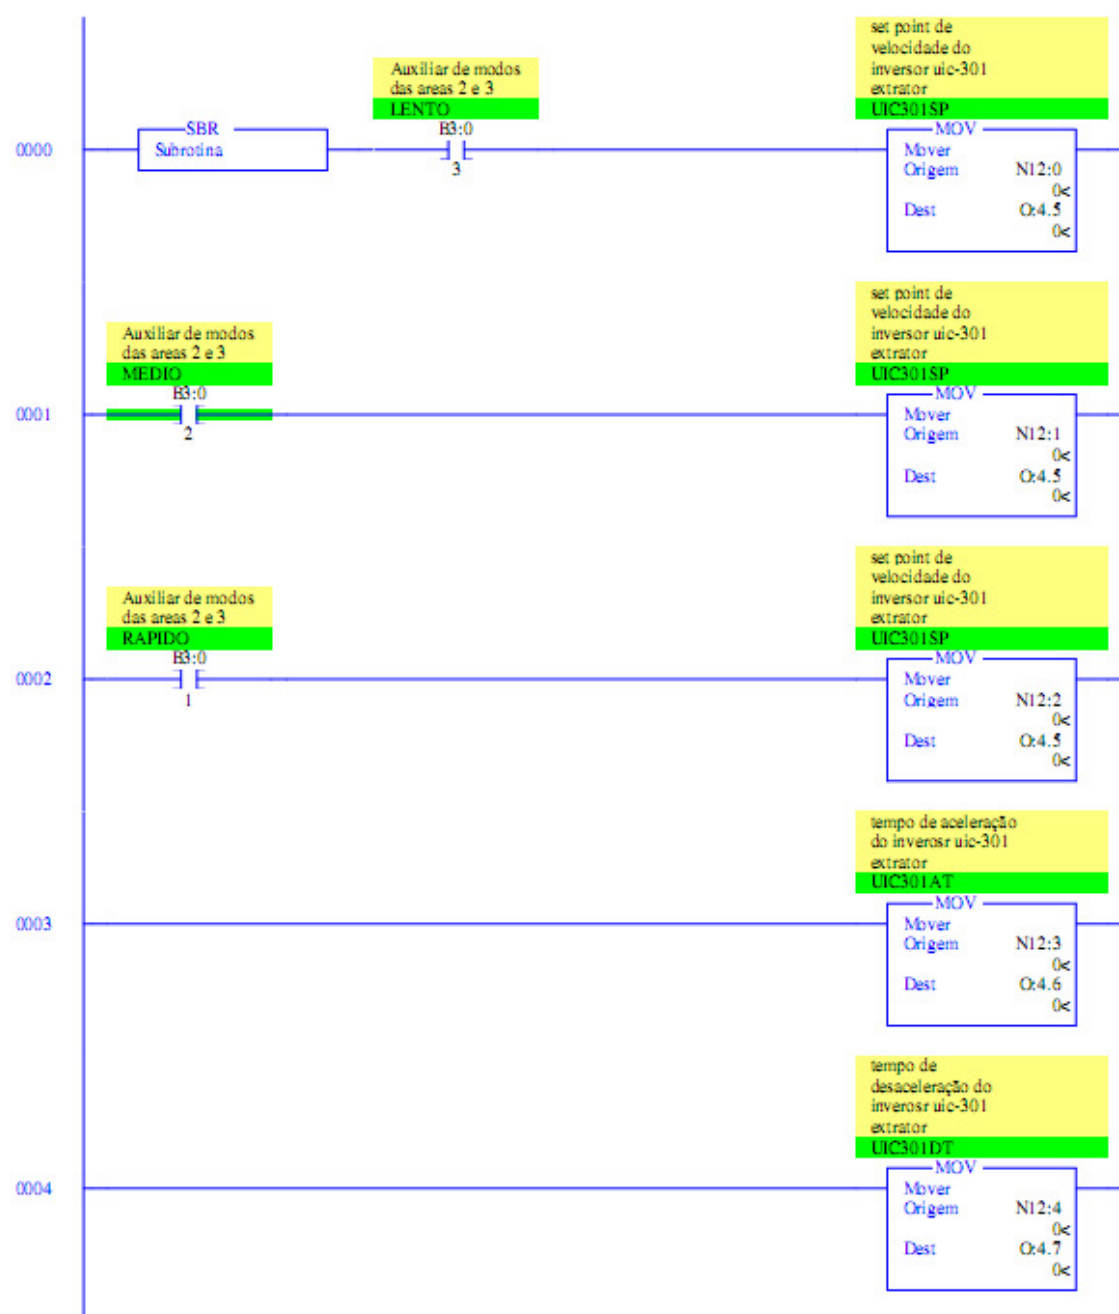 set point de
velocidade do
inversor uic-301
extrator
UIC301SP
Auxiliar de modos
das areas 2 e 3
LENTO
B3:0
3
0000
SBR
Subrotina
MOV
Mover
Origem N12:0
0<
Dest O:4.5
0<
set point de
velocidade do
inversor uic-301
extrator
UIC301SP
Auxiliar de modos
das areas 2 e 3
MEDIO
B3:0
2
0001
MOV
Mover
Origem N12:1
0<
Dest O:4.5
0<
set point de
velocidade do
inversor uic-301
extrator
UIC301SP
Auxiliar de modos
das areas 2 e 3
RAPIDO
B3:0
1
0002
MOV
Mover
Origem N12:2
0<
Dest O:4.5
0<
tempo de aceleração
do inverosr uic-301
extrator
UIC301AT
0003
MOV
Mover
Origem N12:3
0<
Dest O:4.6
0<
tempo de
desaceleração do
inverosr uic-301
extrator
UIC301DT
0004
MOV
Mover
Origem N12:4
0<
Dest O:4.7
0<